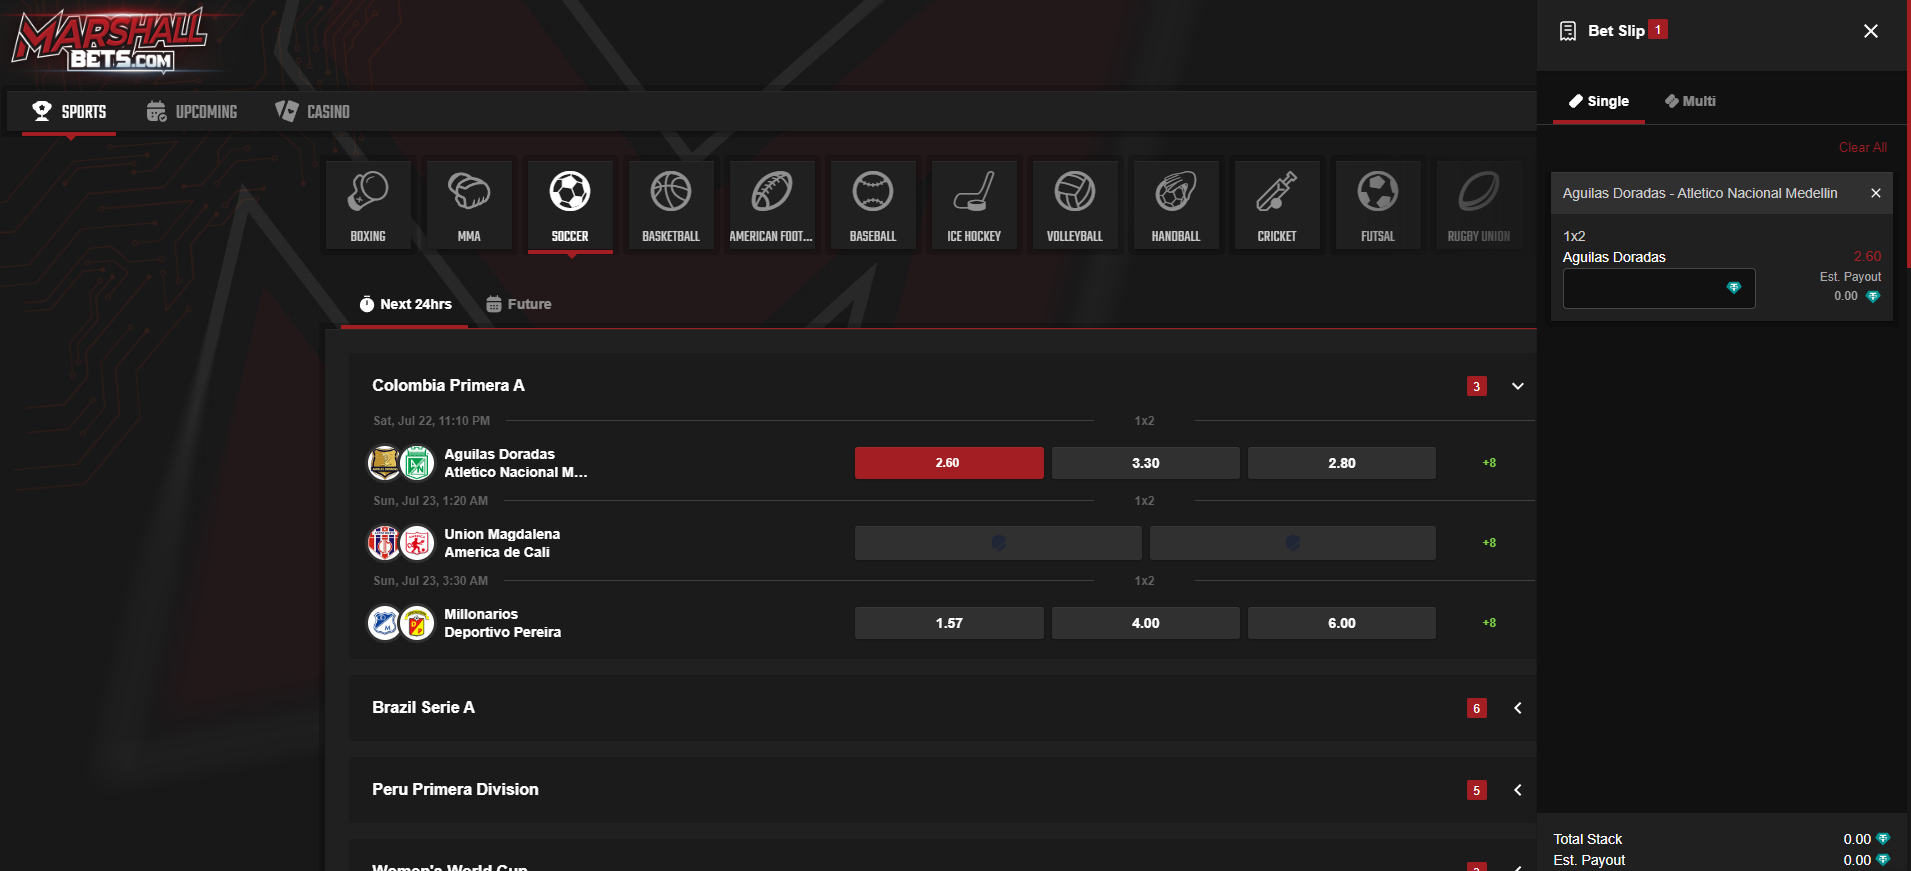 MARSHALL
BETS.COM
SPORTS
UPCOMING
CASINO
BOXING
MMA
SOCCER
BASKETBALL
AMERICAN FOOT...
BASEBALL
ICE HOCKEY
VOLLEYBALL
HANDBALL
CRICKET
FUTSAL
RUGBY UNION
Next 24hrs
Future
Colombia Primera A
3
Sat, Jul 22, 11:10 PM
1x2
Aguilas Doradas
Atletico Nacional M...
2.60
3.30
2.80
+8
Sun, Jul 23, 1:20 AM
1x2
Union Magdalena
America de Cali
+8
Sun, Jul 23, 3:30 AM
1x2
Millonarios
Deportivo Pereira
1.57
4.00
6.00
+8
Brazil Serie A
6
Peru Primera Division
5
Women's World Cup
Bet Slip 1
Single
Multi
Clear All
Aguilas Doradas - Atletico Nacional Medellin
1x2
Aguilas Doradas
2.60
Est. Payout
0.00
Total Stack
0.00
Est. Payout
0.00